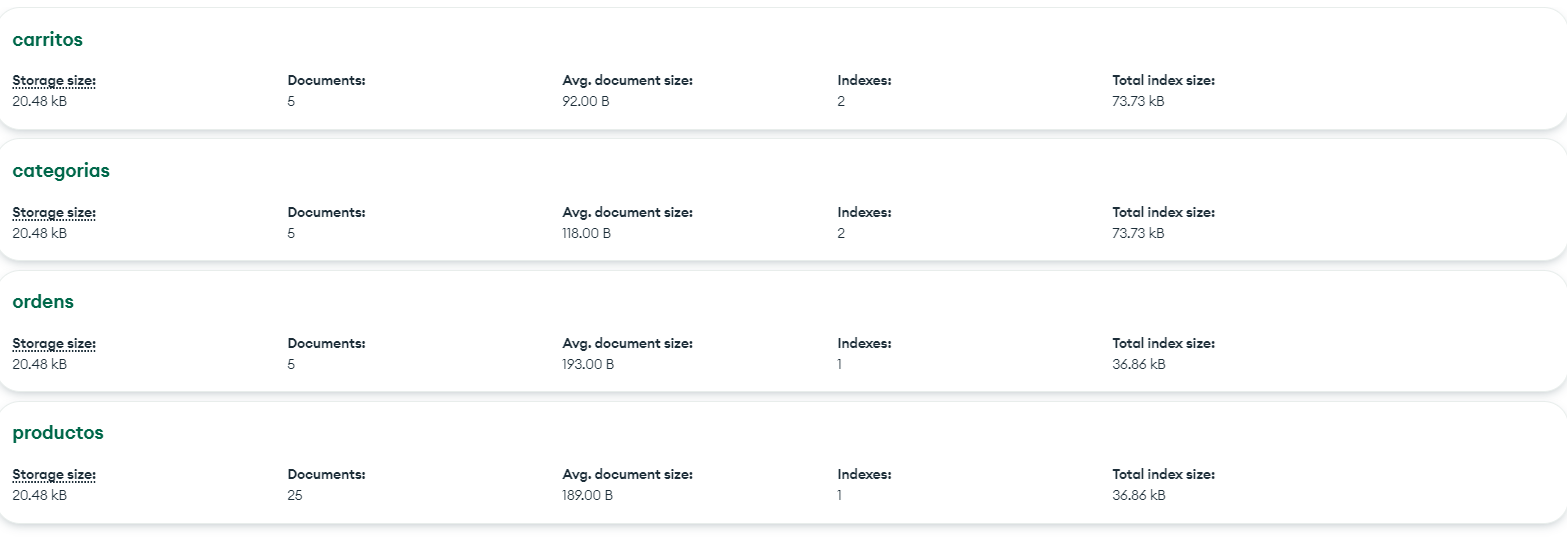 carritos
Storage size: Documents: Avg. document size: Indexes: Total index size:
20.48 kB 5 92.00 B 2 73.73 kB
categorias
Storage size: Documents: Avg. document size: Indexes: Total index size:
20.48 kB 5 118.00 B 2 73.73 kB
ordens
Storage size: Documents: Avg. document size: Indexes: Total index size:
20.48 kB 5 193.00 B 1 36.86 kB
productos
Storage size: Documents: Avg. document size: Indexes: Total index size:
20.48 kB 25 189.00 B 1 36.86 kB